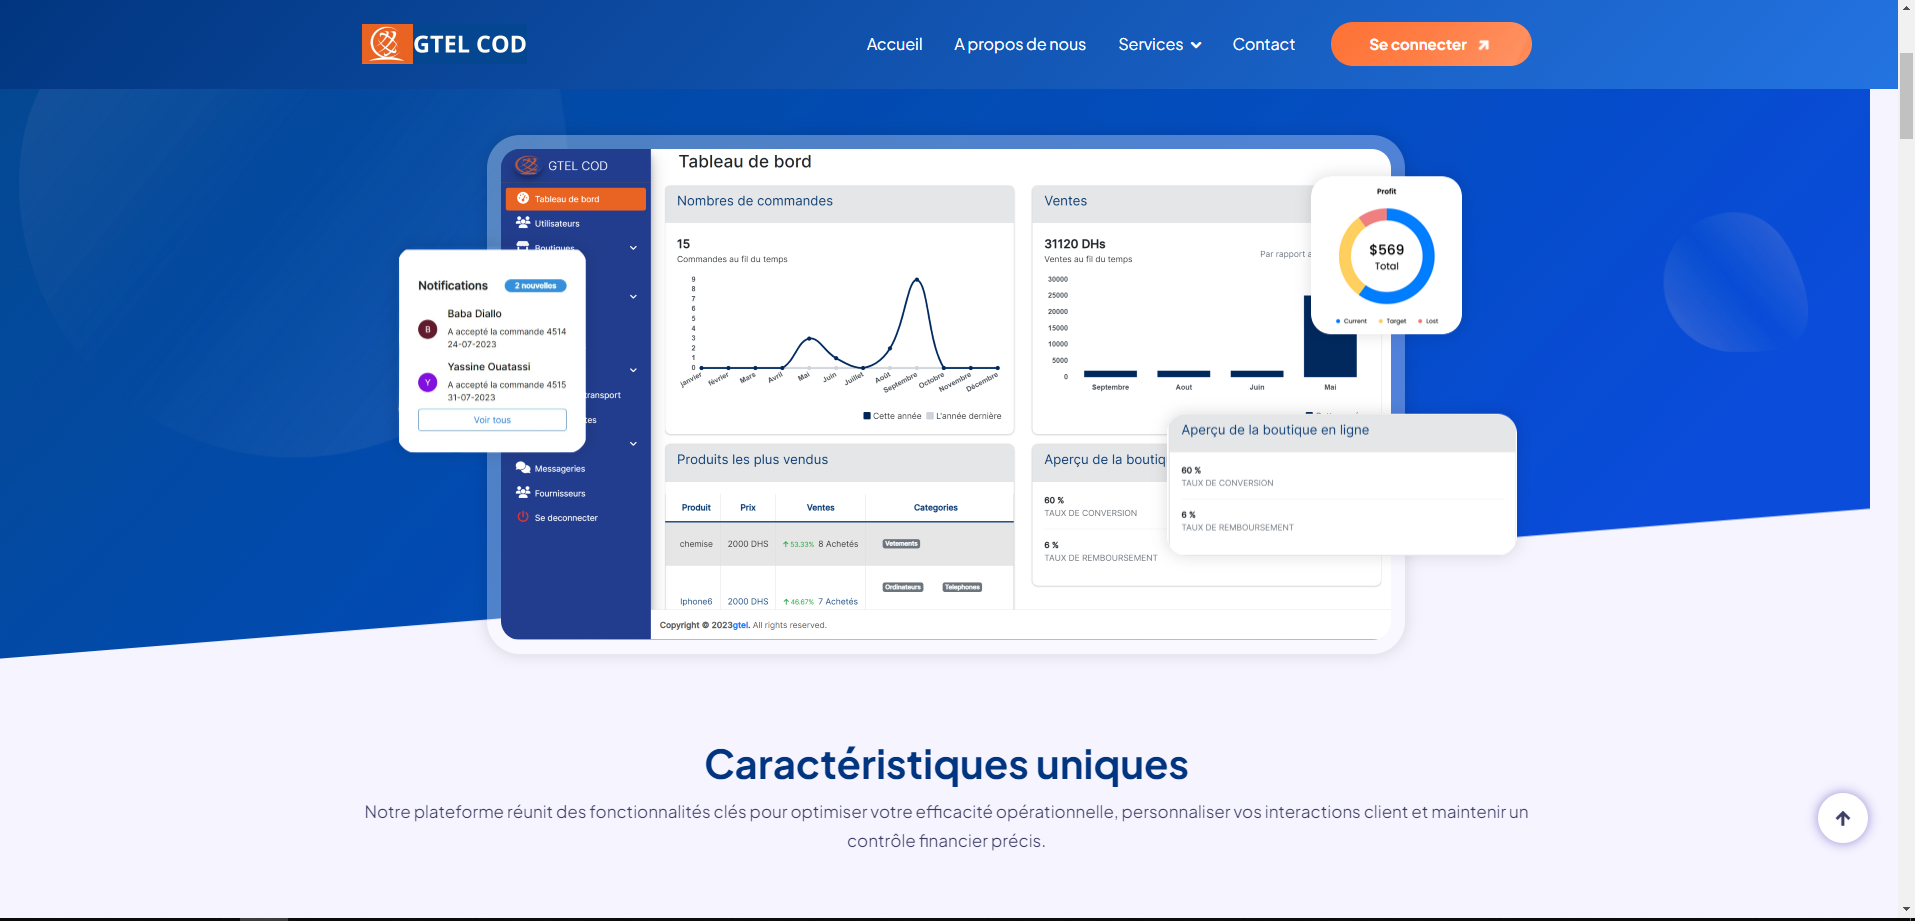 GTEL COD
Accueil
A propos de nous
Services
Contact
Se connecter
GTEL COD
Tableau de bord
Utilisateurs
Boutiques
Messageries
Fournisseurs
Se deconnecter
Notifications
2 nouvelles
Baba Diallo
B
A accepté la commande 4514
24-07-2023
Yassine Ouatassi
Y
A accepté la commande 4515
31-07-2023
Voir tous
Tableau de bord
Nombres de commandes
15
Commandes au fil du temps
9
8
7
6
5
4
3
2
1
0
janvier
février
Mars
Avril
Mai
Juin
Juillet
Août
Septembre
Octobre
Novembre
Décembre
Cette année
L'année dernière
Ventes
31120 DHs
Ventes au fil du temps
Par rapport a
30000
25000
20000
15000
10000
5000
0
Septembre
Aout
Juin
Mai
Profit
$569
Total
Current
Target
Lost
Produits les plus vendus
Produit Prix Ventes Categories
chemise 2000 DHS 53,33% 8 Achetés Vetements
Ordinateurs Telephones
Iphone6 2000 DHS 46,67% 7 Achetés
Aperçu de la boutiq
60 %
TAUX DE CONVERSION
6 %
TAUX DE REMBOURSEMENT
Aperçu de la boutique en ligne
60 %
TAUX DE CONVERSION
6 %
TAUX DE REMBOURSEMENT
Copyright © 2023gtel. All rights reserved.
Caractéristiques uniques
Notre plateforme réunit des fonctionnalités clés pour optimiser votre efficacité opérationnelle, personnaliser vos interactions client et maintenir un
contrôle financier précis.